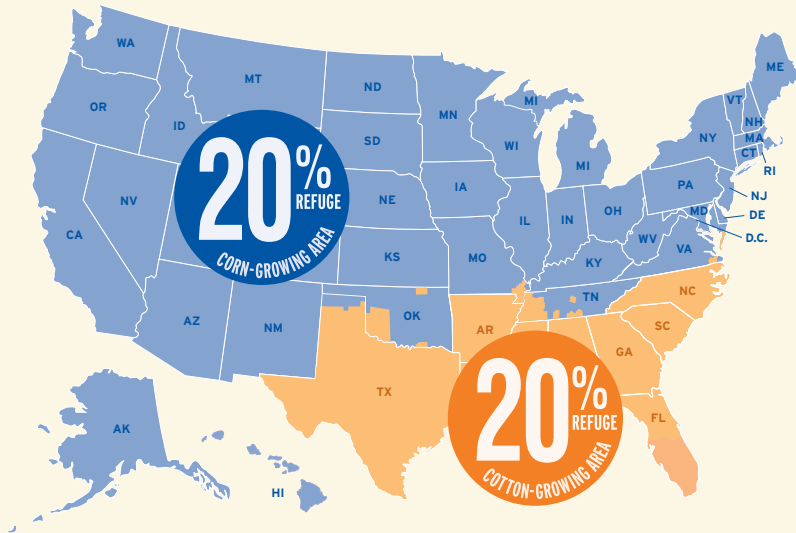 WA
MT
ND
MN
MI
ME
VT
NH
OR
ID
SD
WI
NY
MA
CT
RI
MI
20%
REFUGE
CORN-GROWING AREA
NV
NE
IA
PA
NJ
IL
IN
OH
MD
DE
CA
KS
MO
WV
VA
D.C.
KY
AZ
NM
OK
TN
NC
AR
SC
GA
TX
20%
REFUGE
COTTON-GROWING AREA
FL
AK
HI